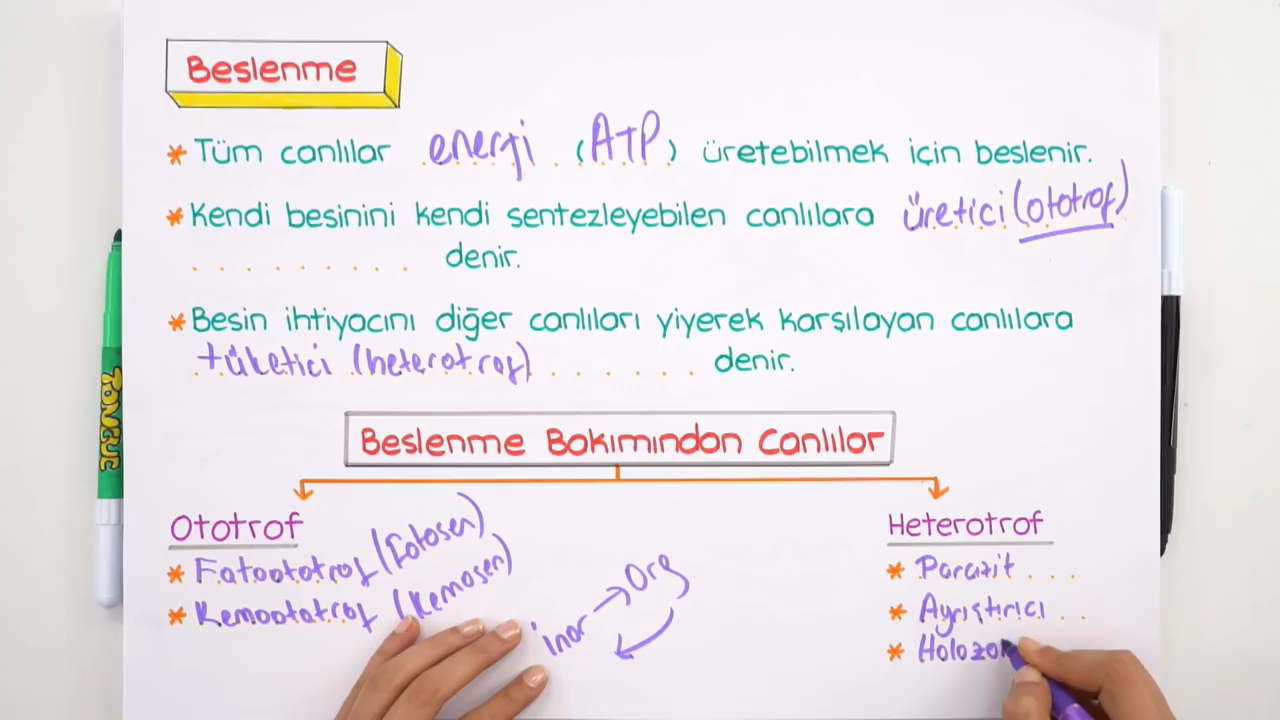 Beslenme
* Tüm canlılar enerji (ATP) üretebilmek için beslenir.
* Kendi besinini kendi sentezleyebilen canlılara üretici (ototrof)
. . . . . . . . . denir.
* Besin ihtiyacını diğer canlıları yiyerek karşılayan canlılara
tüketici (heterotrof) . . . . . . denir.
Beslenme Bakımından Canlılar
Ototrof
* Fotoototrof (Fotosen)
* Kemoototrof (Kemosen)
inor → Org
Heterotrof
* Parazit . . .
* Ayrıştırıcı . .
* Holozo
TOMBUL